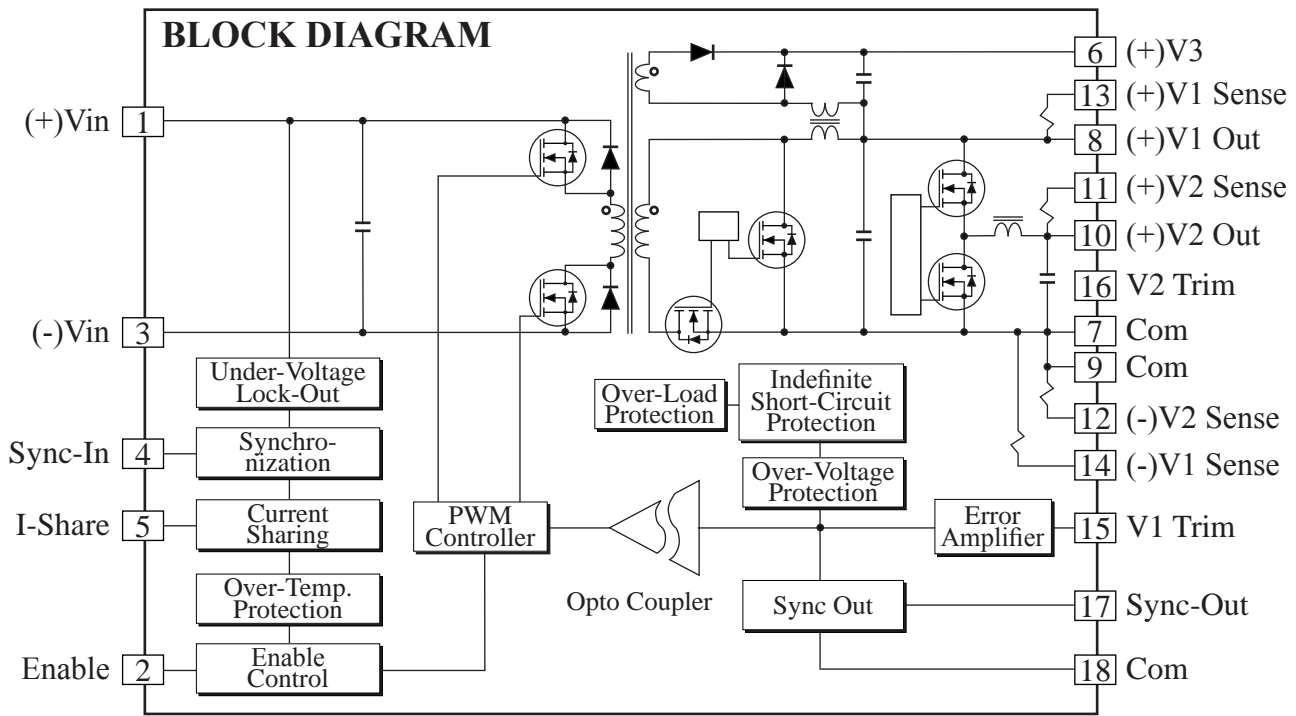 BLOCK DIAGRAM
(+)Vin 1
(-)Vin 3
Sync-In 4
I-Share 5
Enable 2
Under-Voltage
Lock-Out
Synchro-
nization
Current
Sharing
Over-Temp.
Protection
Enable
Control
PWM
Controller
Opto Coupler
Over-Load
Protection
Indefinite
Short-Circuit
Protection
Over-Voltage
Protection
Error
Amplifier
Sync Out
6 (+)V3
13 (+)V1 Sense
8 (+)V1 Out
11 (+)V2 Sense
10 (+)V2 Out
16 V2 Trim
7 Com
9 Com
12 (-)V2 Sense
14 (-)V1 Sense
15 V1 Trim
17 Sync-Out
18 Com